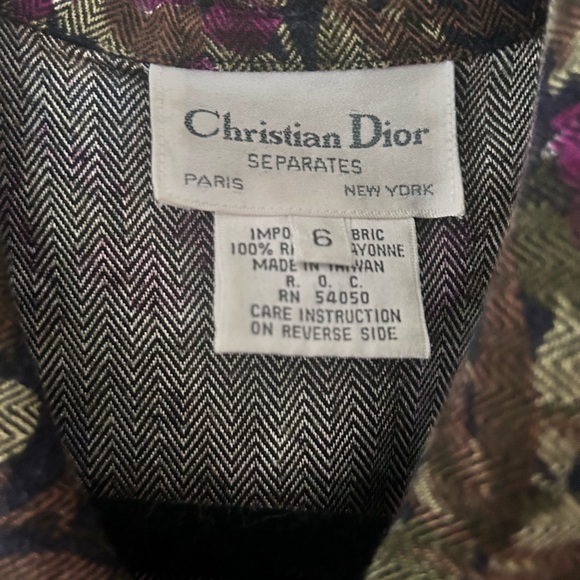 Christian Dior
SEPARATES
PARIS NEW YORK
6
100%
MADE IN TAIWAN
R. O. C.
RN 54050
CARE INSTRUCTION
ON REVERSE SIDE